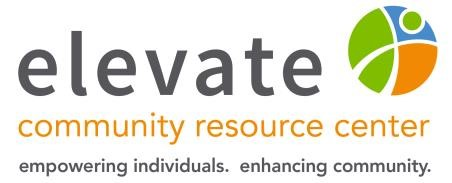 elevate
community resource center
empowering individuals. enhancing community.